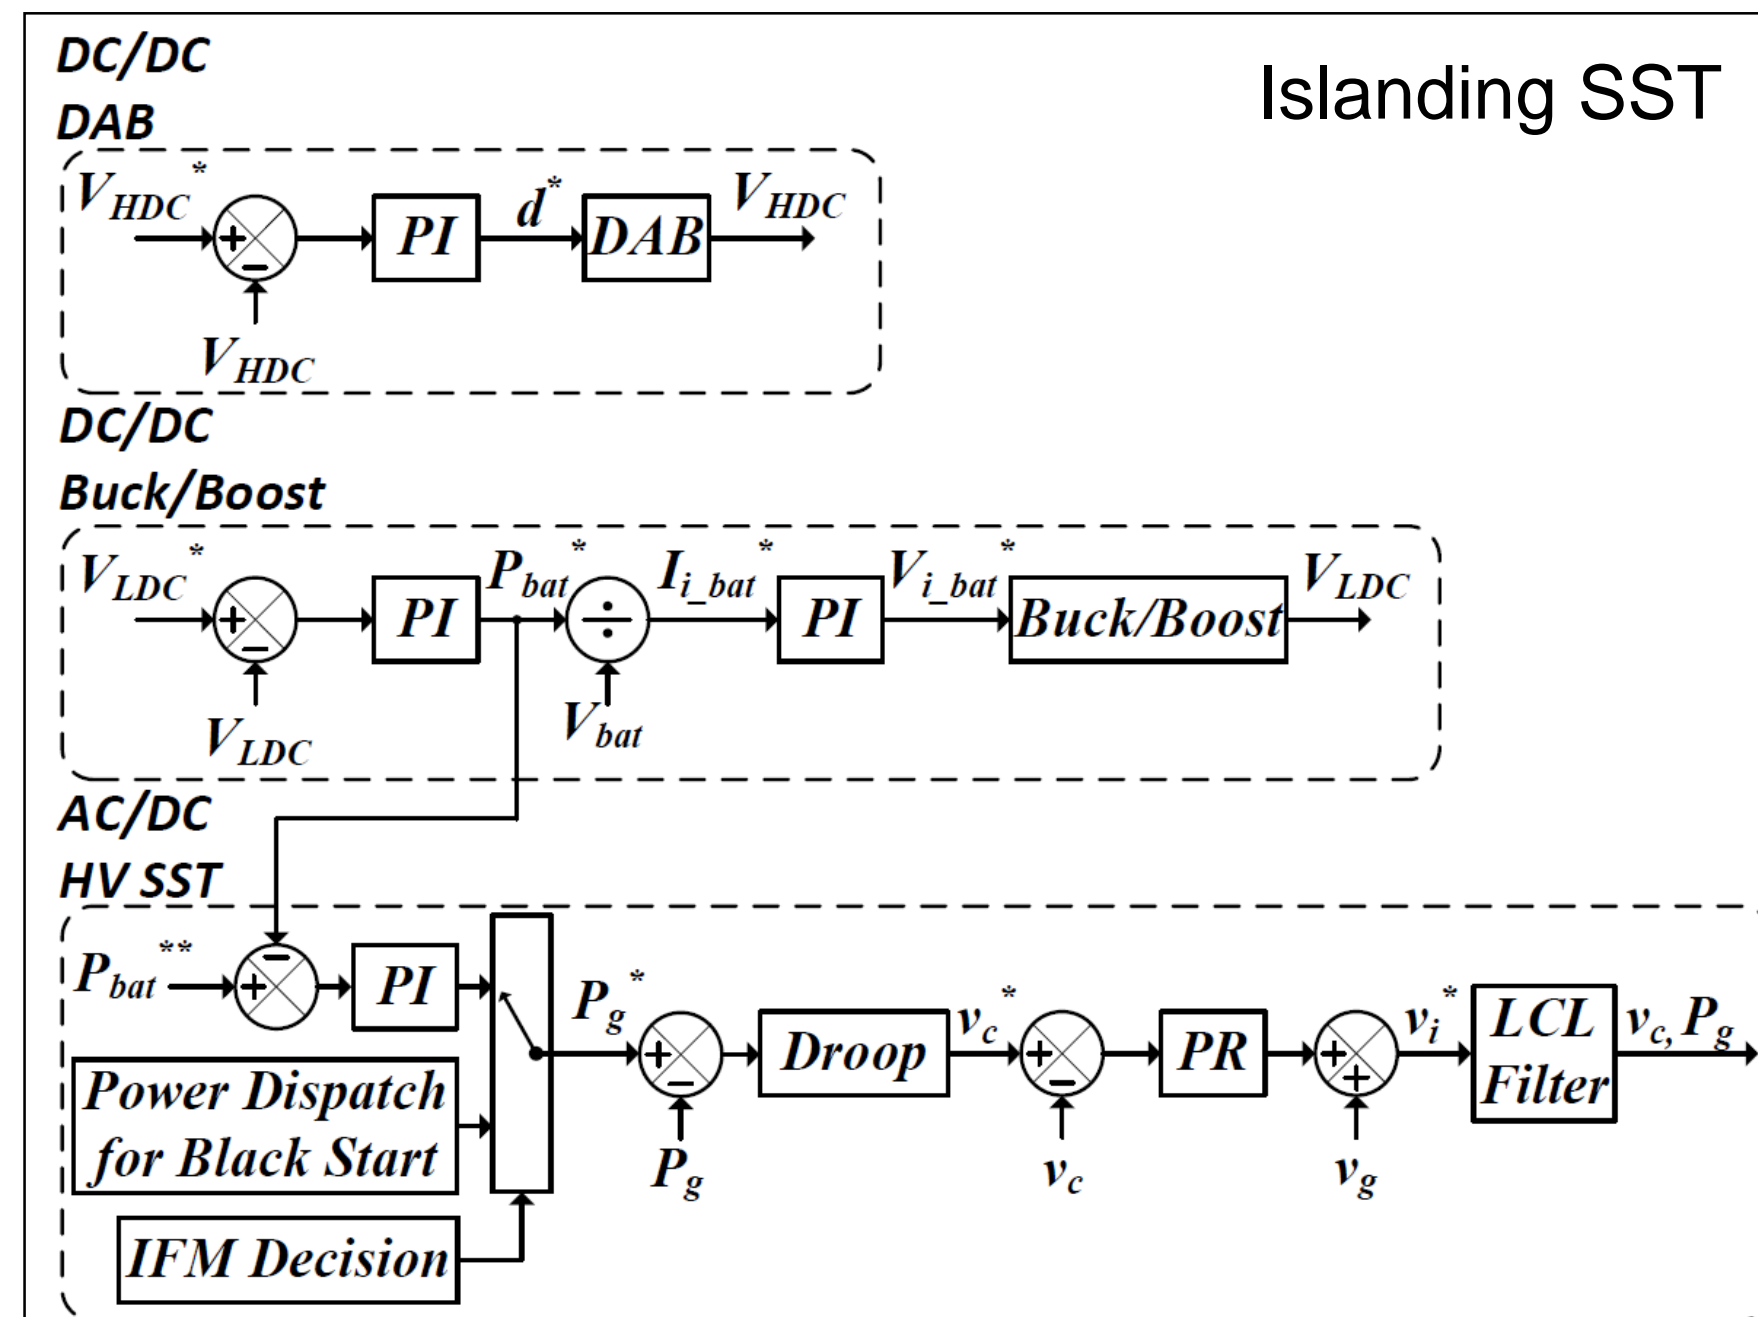 DC/DC
DAB
Islanding SST
V_HDC*
+
−
V_HDC
PI
d*
DAB
V_HDC
DC/DC
Buck/Boost
V_LDC*
+
−
V_LDC
PI
P_bat*
÷
V_bat
I_i_bat*
PI
V_i_bat*
Buck/Boost
V_LDC
AC/DC
HV SST
P_bat**
+
−
PI
Power Dispatch
for Black Start
IFM Decision
P_g*
+
−
P_g
Droop
v_c*
+
−
v_c
PR
+
+
v_g
v_i*
LCL
Filter
v_c, P_g